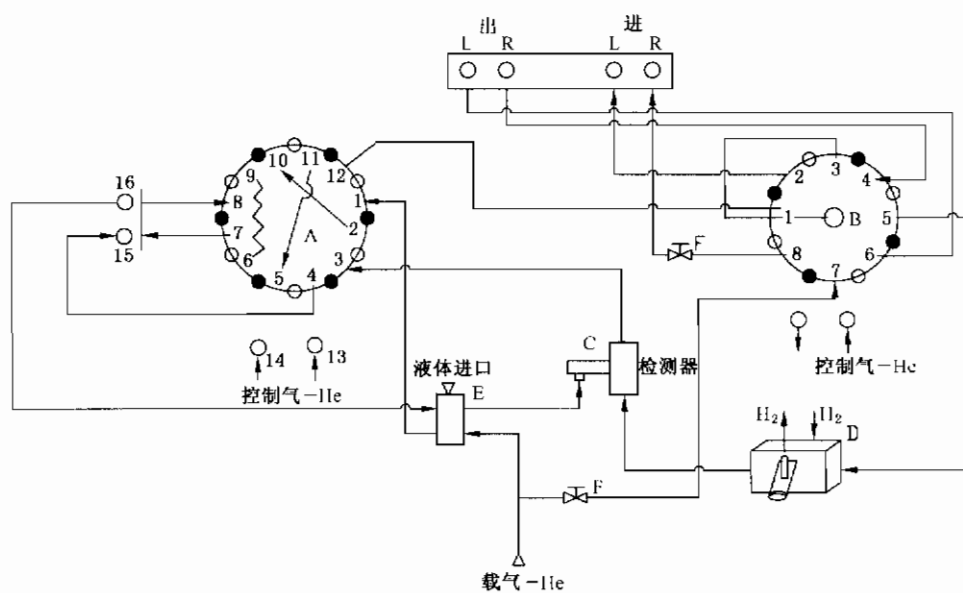 出 进
L R L R
10 11
9 12
16 8 1
7 A 2
15 6 3
5 4
3
2 4
1 B 5
8 6
7
F
14 13
控制气-He
液体进口
E
C
检测器
控制气-He
H₂ H₂
D
F
载气-He